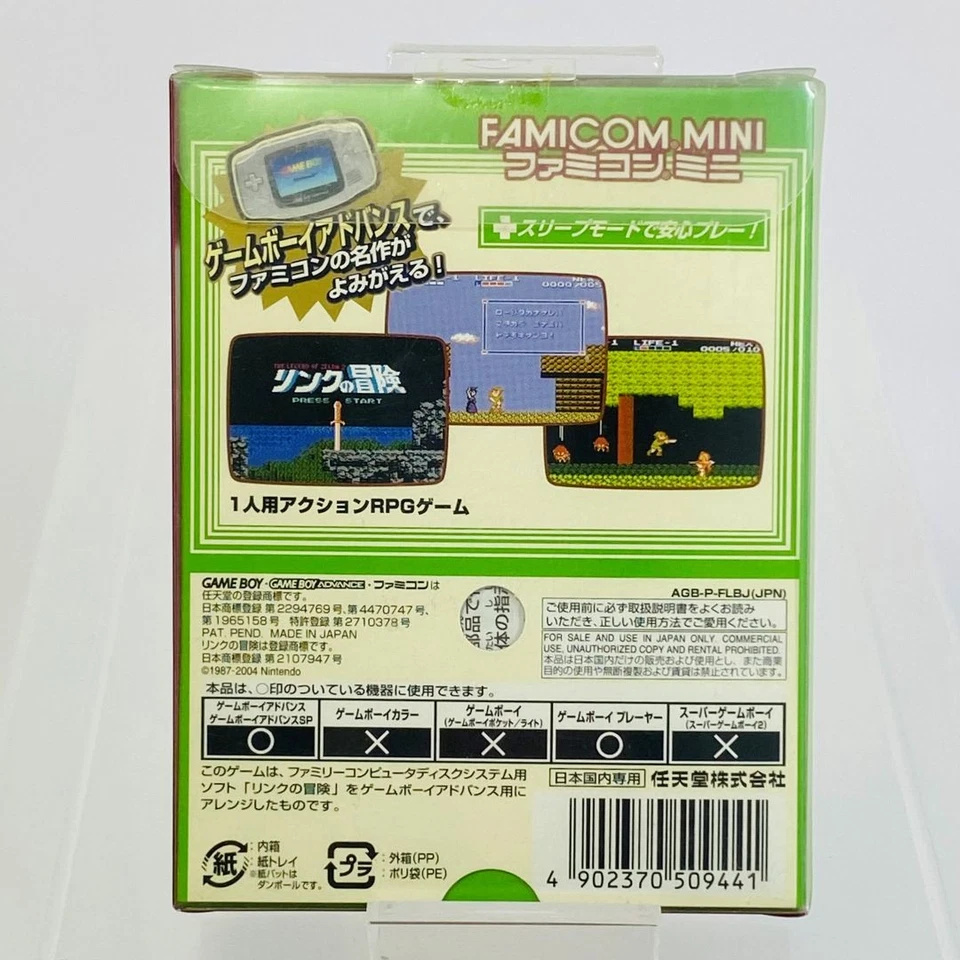 FAMICOM MINI
ファミコンミニ
GAME BOY
ゲームボーイアドバンスで、
ファミコンの名作が
よみがえる!
スリープモードで安心プレー!
LIFE-1
リンクの冒険
PRESS START
LIFE-1
0005/010
1人用アクションRPGゲーム
GAME BOY・GAME BOY ADVANCE・ファミコンは
任天堂の登録商標です。
日本商標登録 第2294769号、第4470747号、
第1965158号 特許登録 第2710378号
PAT. PEND. MADE IN JAPAN
リンクの冒険は登録商標です。
日本商標登録 第2107947号
©1987-2004 Nintendo
部品で
体の指
AGB-P-FLBJ(JPN)
ご使用前に必ず取扱説明書をよくお読み
いただき、正しい使用方法でご愛用ください。
FOR SALE AND USE IN JAPAN ONLY. COMMERCIAL
USE, UNAUTHORIZED COPY AND RENTAL PROHIBITED.
本品は日本国内だけの販売および使用とし、また商業
目的の使用や無断複製および賃貸は禁止されています。
本品は、○印のついている機器に使用できます。
ゲームボーイアドバンス
ゲームボーイアドバンスSP
ゲームボーイカラー
ゲームボーイ
(ゲームボーイポケット/ライト)
ゲームボーイ プレーヤー
スーパーゲームボーイ
(スーパーゲームボーイ2)
○
×
×
○
×
このゲームは、ファミリーコンピュータディスクシステム用
ソフト「リンクの冒険」をゲームボーイアドバンス用に
アレンジしたものです。
日本国内専用 任天堂株式会社
紙
:内箱
:紙トレイ
※紙パットは
ダンボールです。
プラ
:外箱(PP)
:ポリ袋(PE)
4 902370 509441